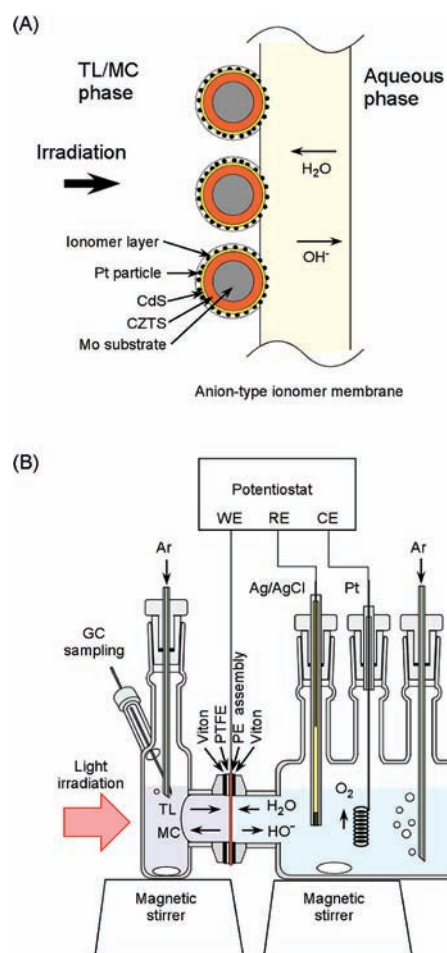 (A)
TL/MC
phase
Aqueous
phase
Irradiation
H₂O
OH⁻
Ionomer layer
Pt particle
CdS
CZTS
Mo substrate
Anion-type ionomer membrane
(B)
Potentiostat
WE RE CE
Ar
Ag/AgCl
Pt
Ar
GC
sampling
Viton
PTFE
PE assembly
Viton
Light
irradiation
TL
MC
H₂O
HO⁻
O₂
Magnetic
stirrer
Magnetic
stirrer